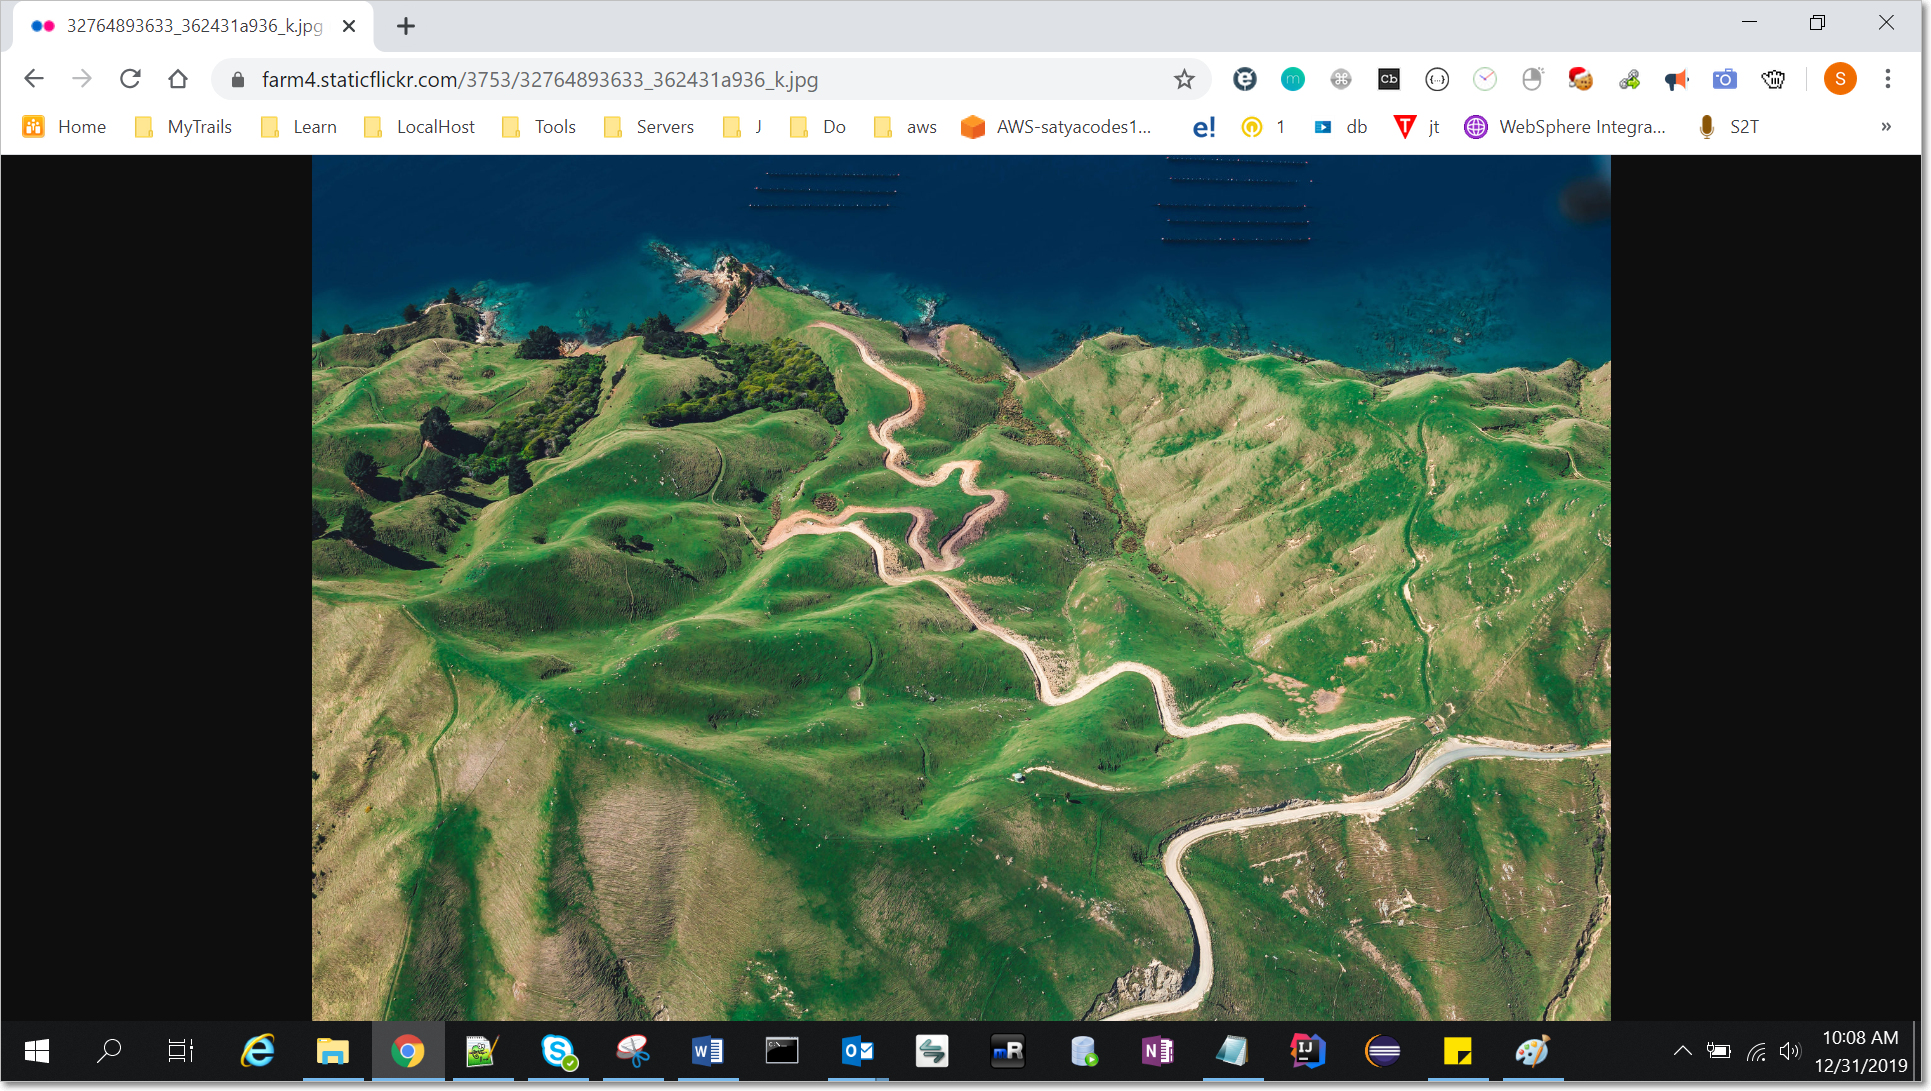 32764893633_362431a936_k.jpg
farm4.staticflickr.com/3753/32764893633_362431a936_k.jpg
Cb
S
Home MyTrails Learn LocalHost Tools Servers J Do aws AWS-satyacodes1... e! 1 db jt WebSphere Integra... S2T »
10:08 AM
12/31/2019